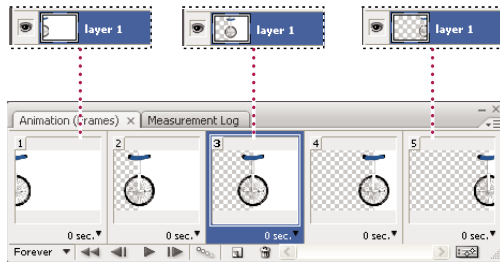 layer 1
layer 1
layer 1
Animation (Frames) × Measurement Log
1
2
3
4
5
0 sec.
0 sec.
0 sec.
0 sec.
0 sec.
Forever